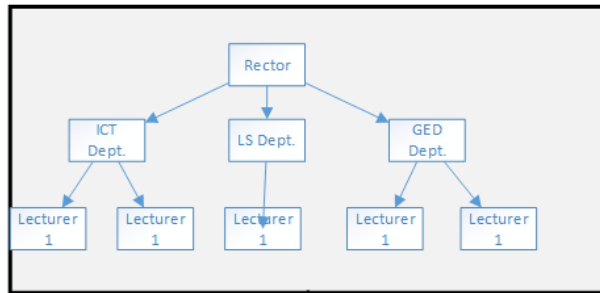 Rector
ICT
Dept.
LS Dept.
GED
Dept.
Lecturer
1
Lecturer
1
Lecturer
1
Lecturer
1
Lecturer
1